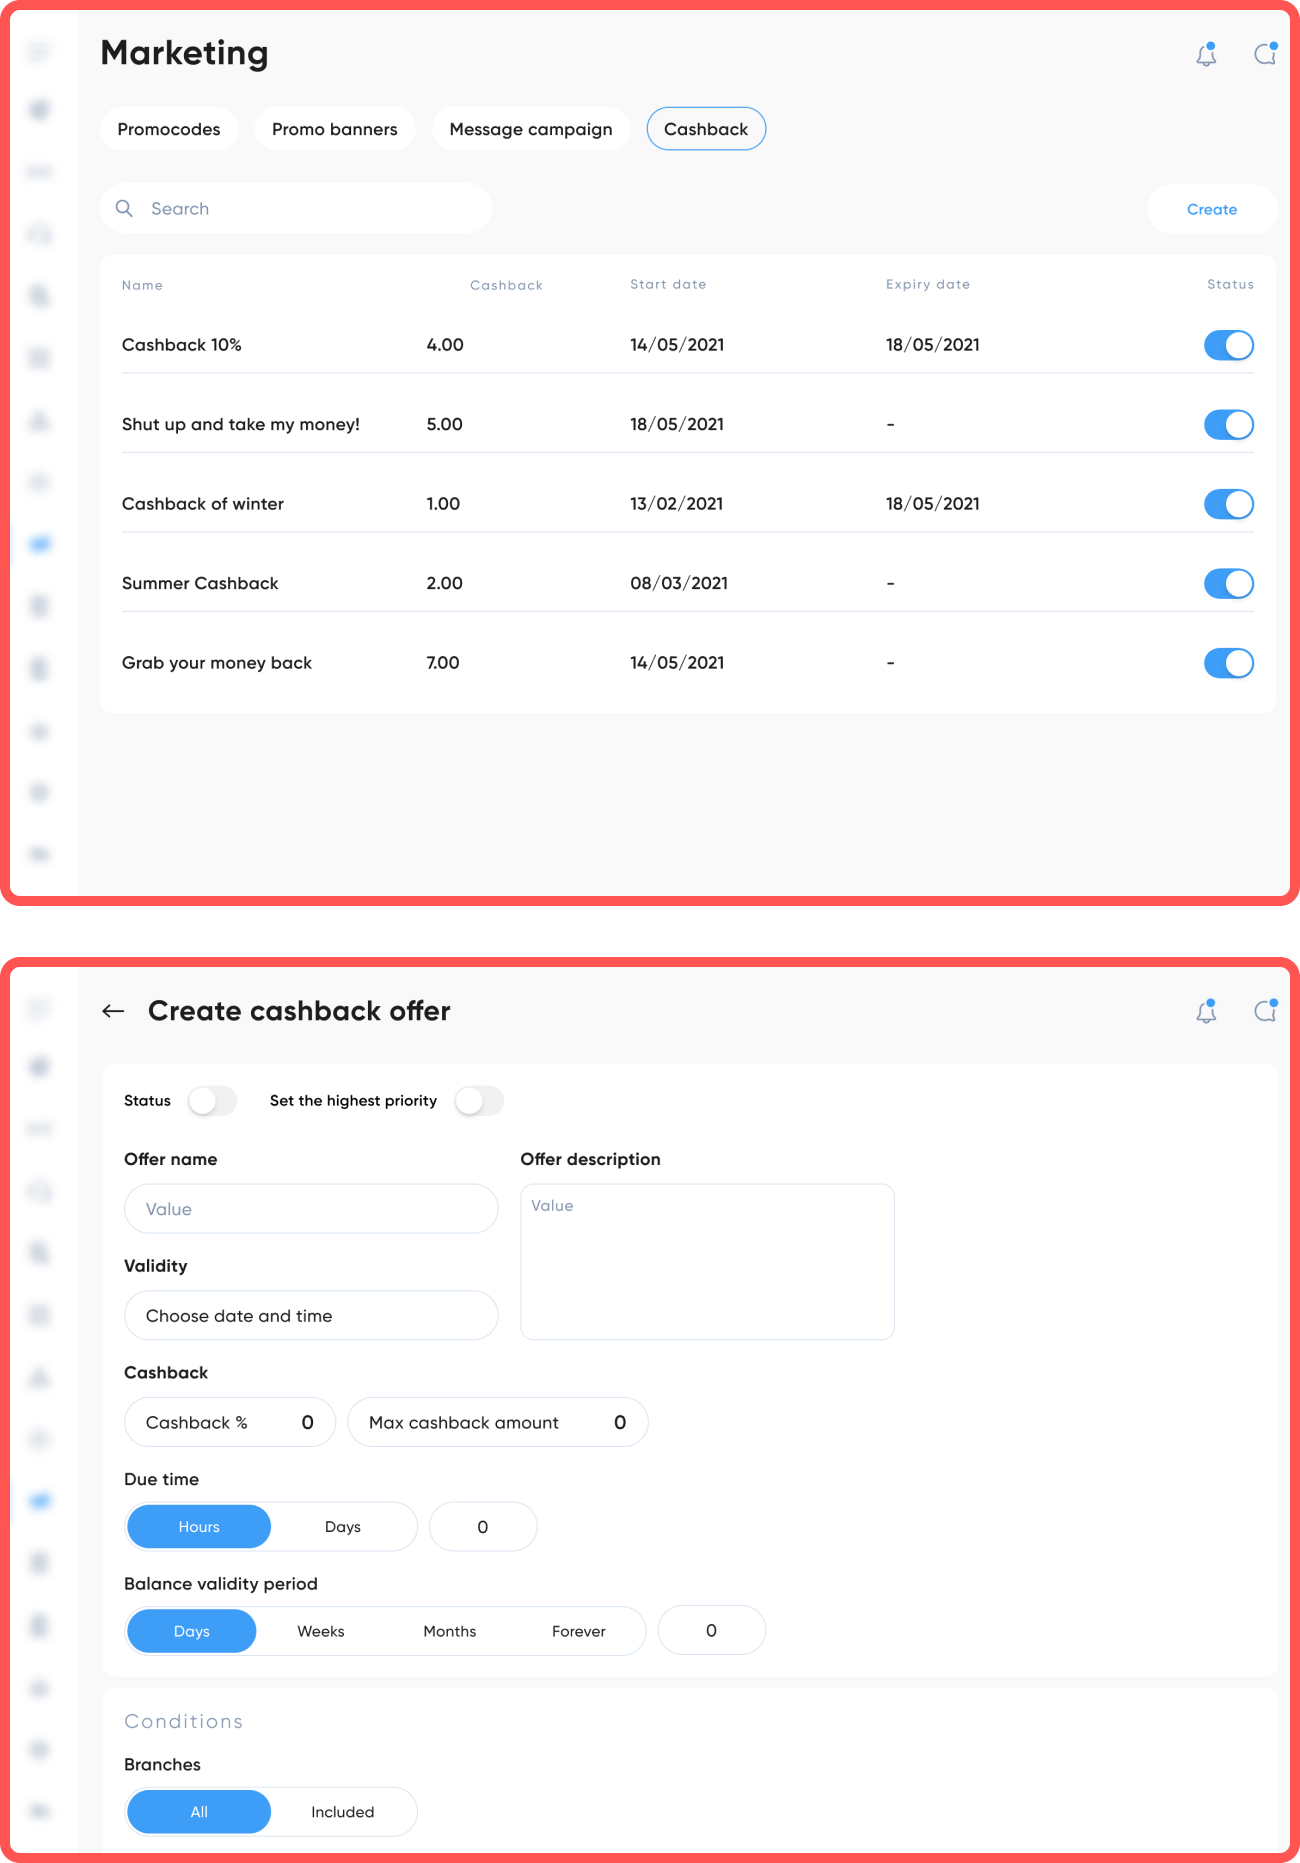 Marketing
Promocodes Promo banners Message campaign Cashback
Search Create
Name Cashback Start date Expiry date Status
Cashback 10% 4.00 14/05/2021 18/05/2021
Shut up and take my money! 5.00 18/05/2021 -
Cashback of winter 1.00 13/02/2021 18/05/2021
Summer Cashback 2.00 08/03/2021 -
Grab your money back 7.00 14/05/2021 -
Create cashback offer
Status Set the highest priority
Offer name Offer description
Value Value
Validity
Choose date and time
Cashback
Cashback % 0 Max cashback amount 0
Due time
Hours Days 0
Balance validity period
Days Weeks Months Forever 0
Conditions
Branches
All Included